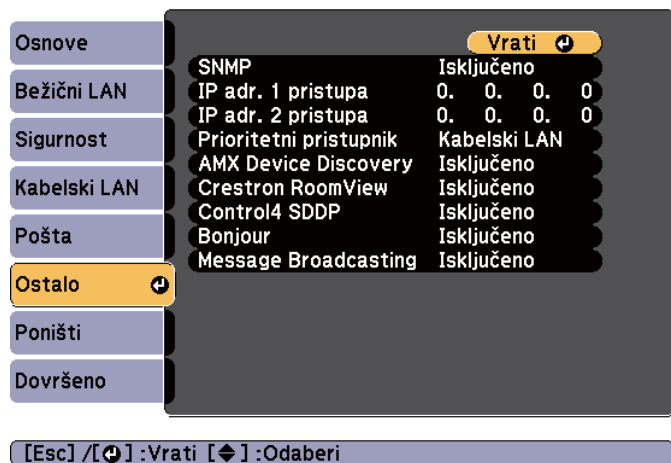 Osnove
Bežični LAN
Sigurnost
Kabelski LAN
Pošta
Ostalo
Poništi
Dovršeno
Vrati
SNMP Isključeno
IP adr. 1 pristupa 0. 0. 0. 0
IP adr. 2 pristupa 0. 0. 0. 0
Prioritetni pristupnik Kabelski LAN
AMX Device Discovery Isključeno
Crestron RoomView Isključeno
Control4 SDDP Isključeno
Bonjour Isključeno
Message Broadcasting Isključeno
[Esc] /[⏎] :Vrati [◆] :Odaberi